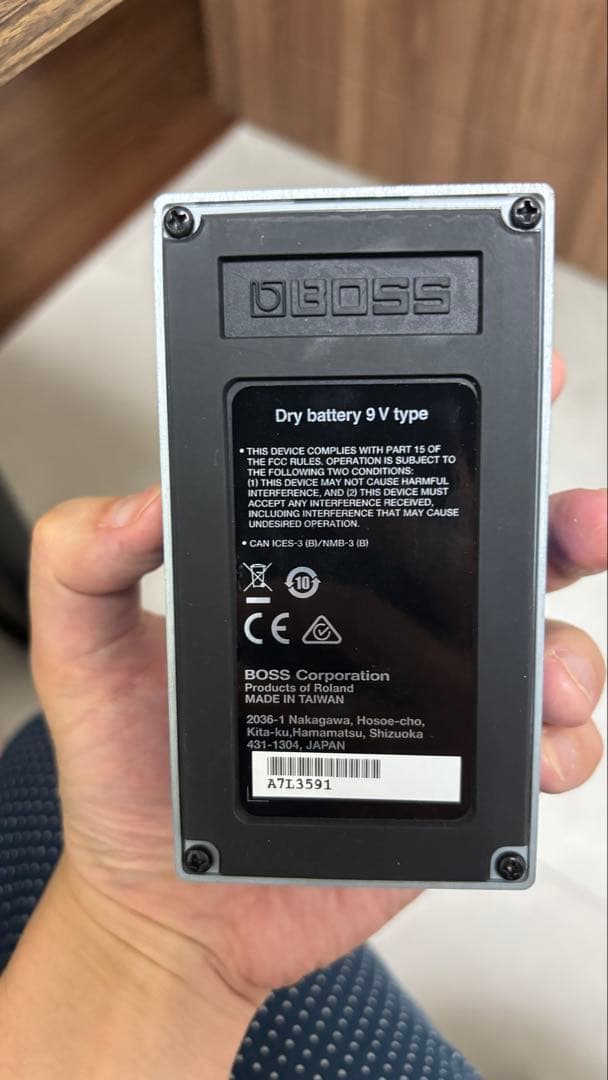 BOSS
Dry battery 9 V type
• THIS DEVICE COMPLIES WITH PART 15 OF
THE FCC RULES. OPERATION IS SUBJECT TO
THE FOLLOWING TWO CONDITIONS:
(1) THIS DEVICE MAY NOT CAUSE HARMFUL
INTERFERENCE, AND (2) THIS DEVICE MUST
ACCEPT ANY INTERFERENCE RECEIVED,
INCLUDING INTERFERENCE THAT MAY CAUSE
UNDESIRED OPERATION.
• CAN ICES-3 (B)/NMB-3 (B)
10
CE
BOSS Corporation
Products of Roland
MADE IN TAIWAN
2036-1 Nakagawa, Hosoe-cho,
Kita-ku,Hamamatsu, Shizuoka
431-1304, JAPAN
A7L3591